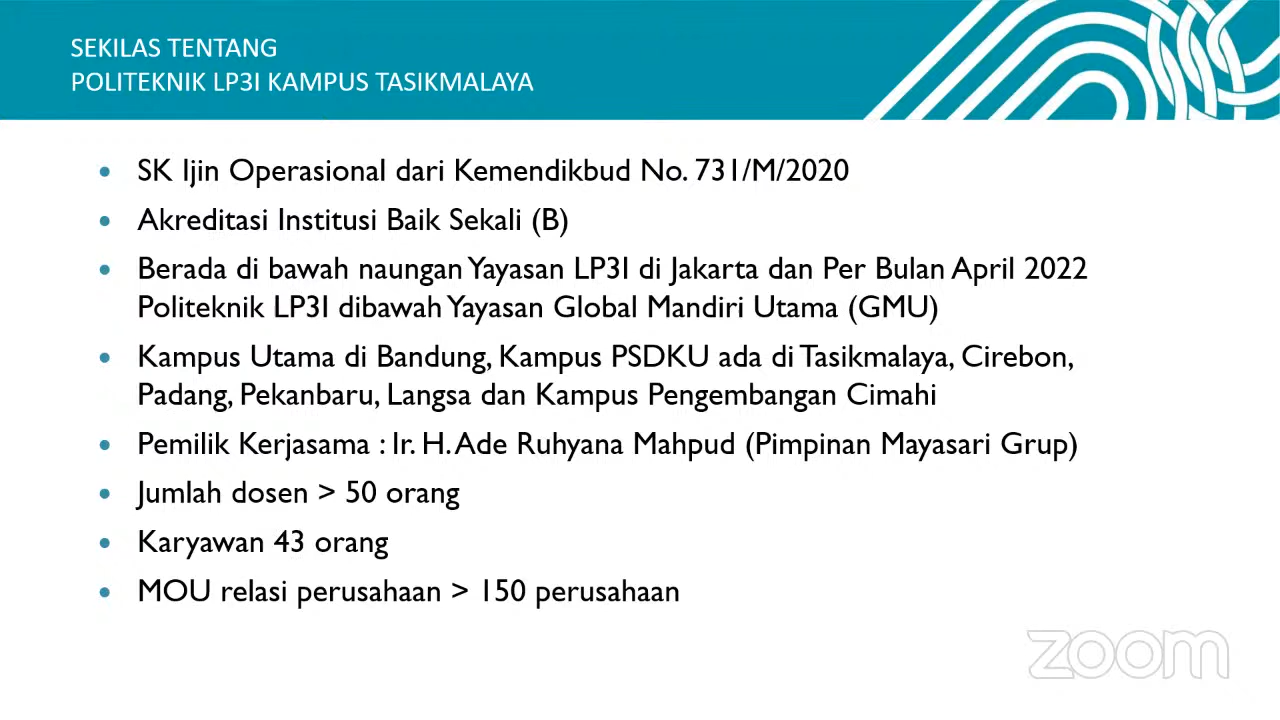 SEKILAS TENTANG
POLITEKNIK LP3I KAMPUS TASIKMALAYA
• SK Ijin Operasional dari Kemendikbud No. 731/M/2020
• Akreditasi Institusi Baik Sekali (B)
• Berada di bawah naungan Yayasan LP3I di Jakarta dan Per Bulan April 2022
Politeknik LP3I dibawah Yayasan Global Mandiri Utama (GMU)
• Kampus Utama di Bandung, Kampus PSDKU ada di Tasikmalaya, Cirebon,
Padang, Pekanbaru, Langsa dan Kampus Pengembangan Cimahi
• Pemilik Kerjasama : Ir. H. Ade Ruhyana Mahpud (Pimpinan Mayasari Grup)
• Jumlah dosen > 50 orang
• Karyawan 43 orang
• MOU relasi perusahaan > 150 perusahaan
zoom